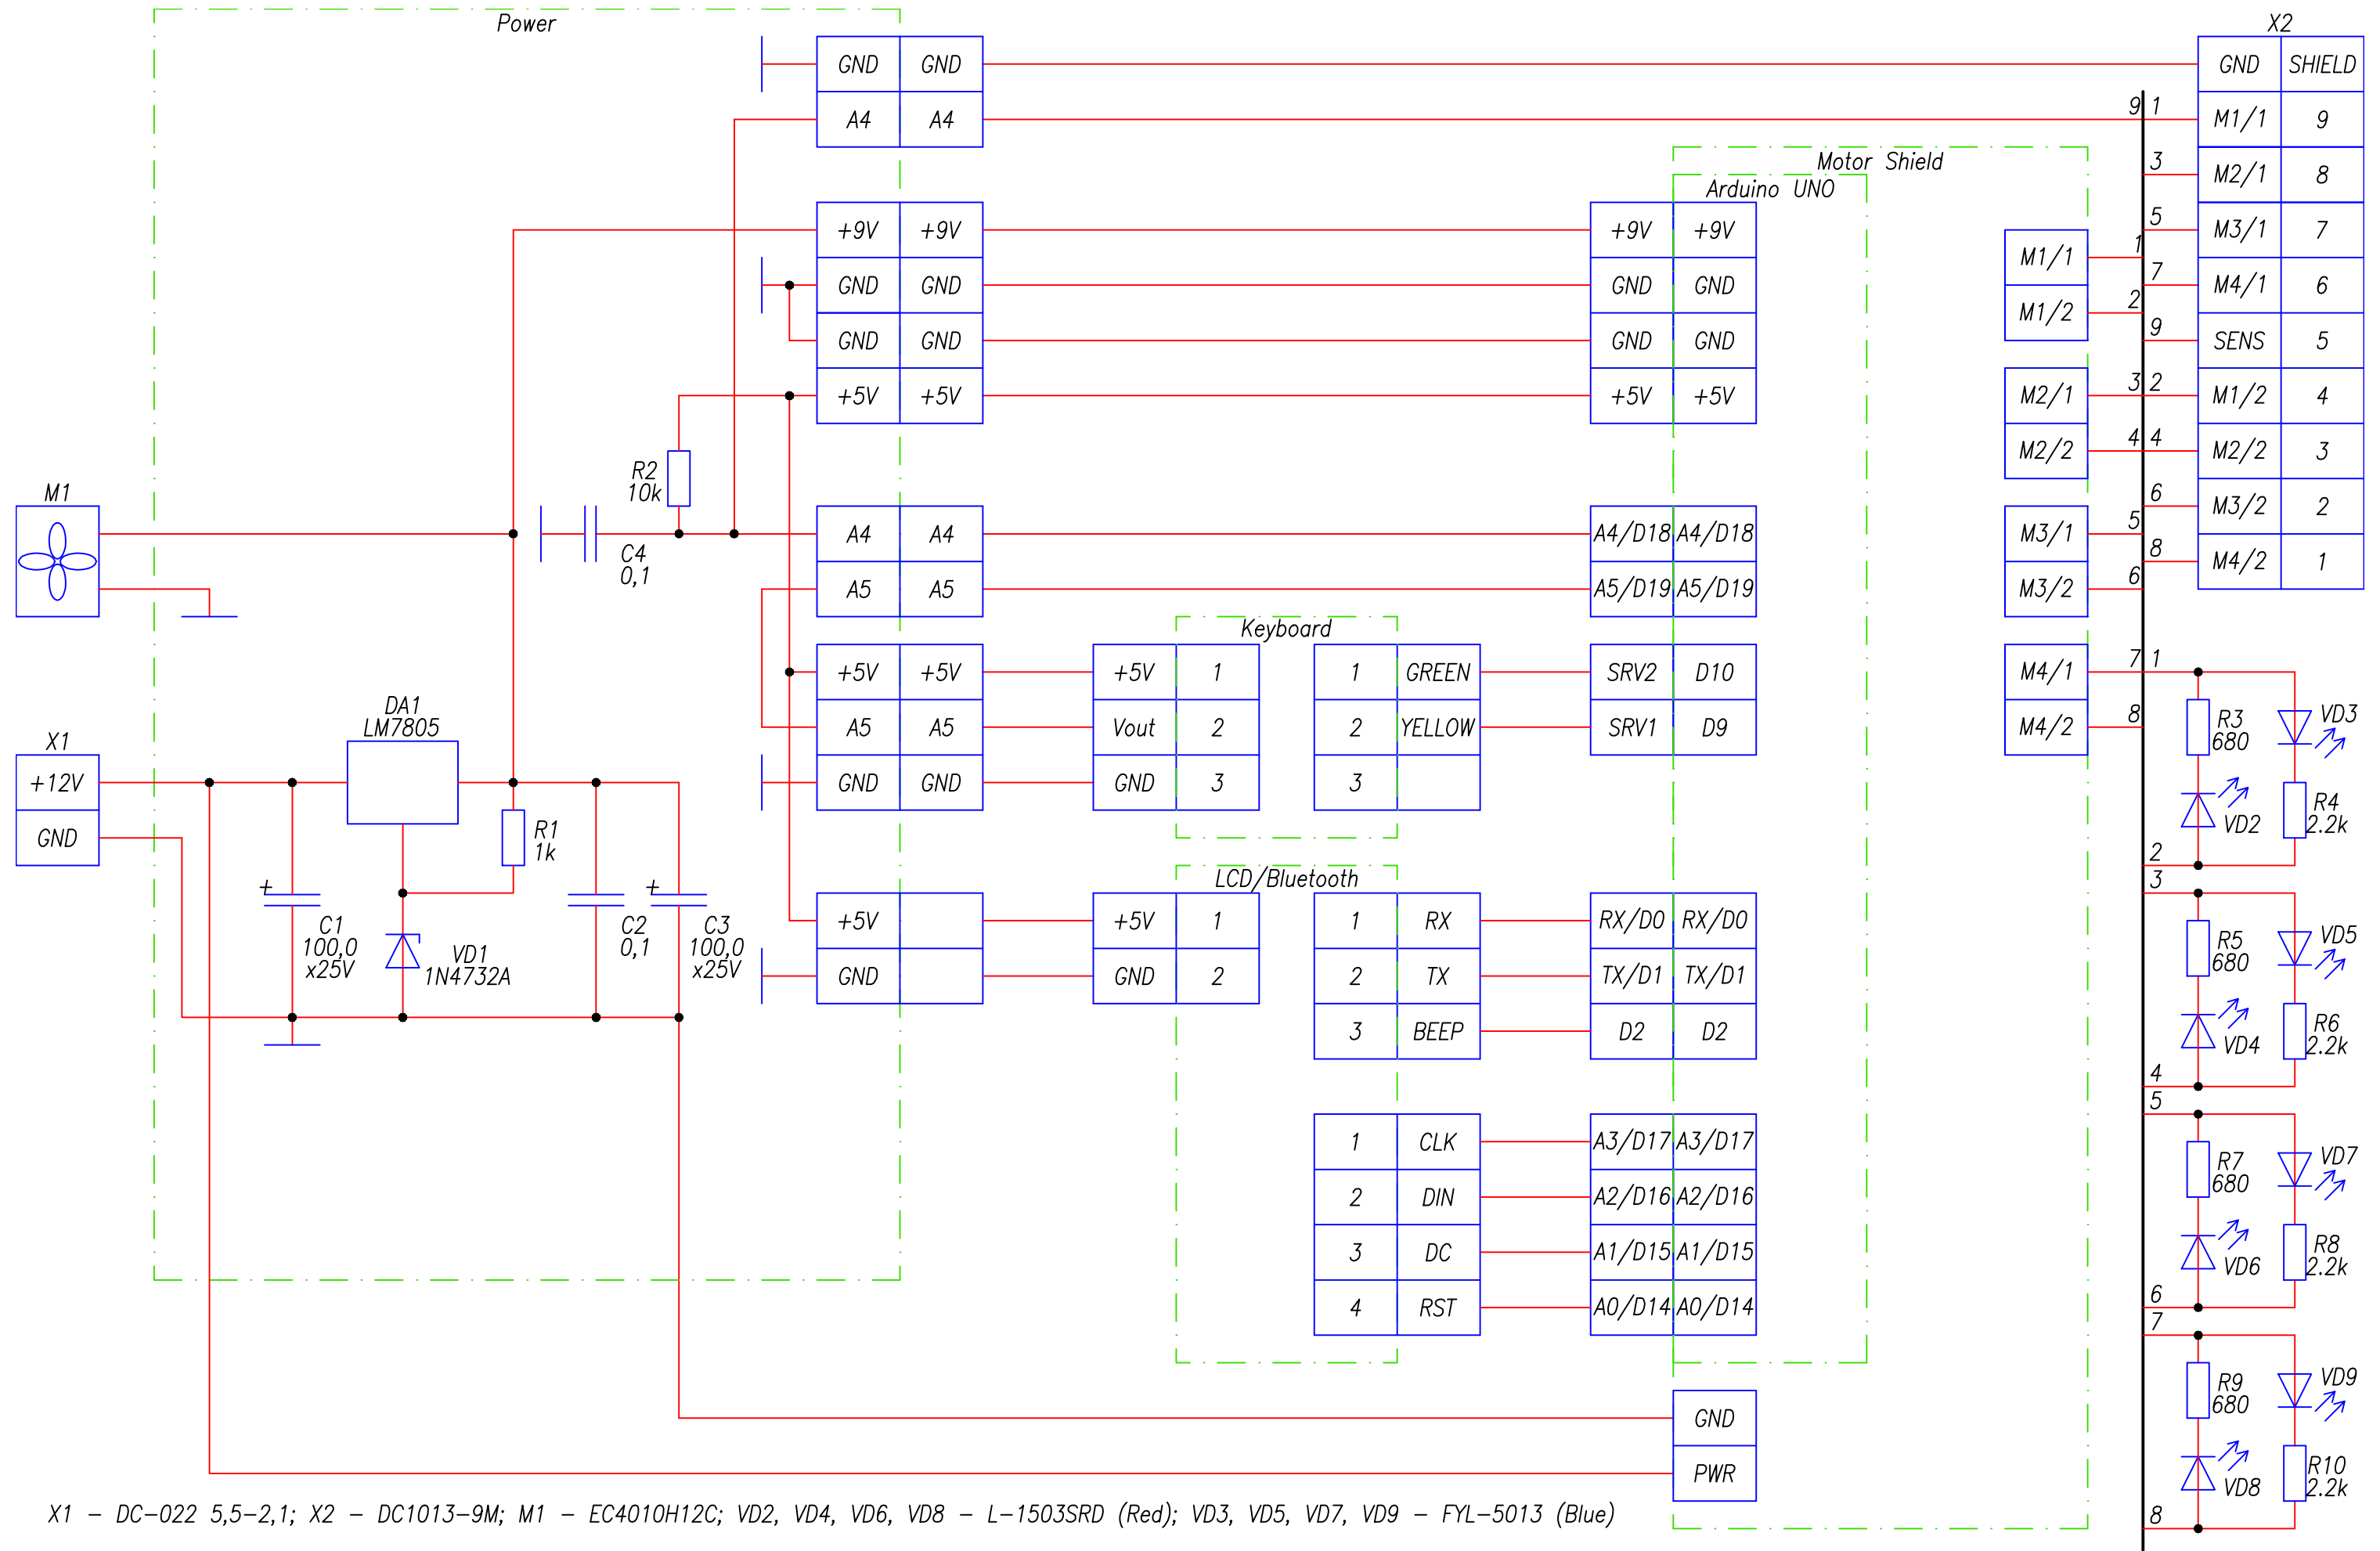 Power
X2
GND GND
GND SHIELD
A4 A4
9 1
M1/1 9
3
M2/1 8
Motor Shield
Arduino UNO
+9V +9V
+9V +9V
5
M3/1 7
M1/1
1
GND GND
GND GND
7
M4/1 6
M1/2
2
GND GND
GND GND
9
SENS 5
+5V +5V
+5V +5V
M2/1
3 2
M1/2 4
M2/2
4 4
M2/2 3
R2
10k
M1
6
M3/2 2
A4 A4
A4/D18 A4/D18
M3/1
5
C4
0,1
8
M4/2 1
A5 A5
A5/D19 A5/D19
M3/2
6
Keyboard
+5V +5V
+5V 1
1 GREEN
SRV2 D10
M4/1
7 1
A5 A5
Vout 2
2 YELLOW
SRV1 D9
M4/2
8
R3
680
VD3
DA1
LM7805
X1
+12V
GND GND
GND 3
3
VD2
R4
2.2k
GND
R1
1k
2
3
LCD/Bluetooth
+
+
C1
100,0
x25V
C2
0,1
C3
100,0
x25V
VD1
1N4732A
+5V
+5V 1
1 RX
RX/D0 RX/D0
R5
680
VD5
GND
GND 2
2 TX
TX/D1 TX/D1
3 BEEP
D2 D2
VD4
R6
2.2k
4
5
1 CLK
A3/D17 A3/D17
R7
680
VD7
2 DIN
A2/D16 A2/D16
3 DC
A1/D15 A1/D15
VD6
R8
2.2k
4 RST
A0/D14 A0/D14
6
7
R9
680
VD9
GND
PWR
VD8
R10
2.2k
8
X1 – DC–022 5,5–2,1; X2 – DC1013–9M; M1 – EC4010H12C; VD2, VD4, VD6, VD8 – L–1503SRD (Red); VD3, VD5, VD7, VD9 – FYL–5013 (Blue)